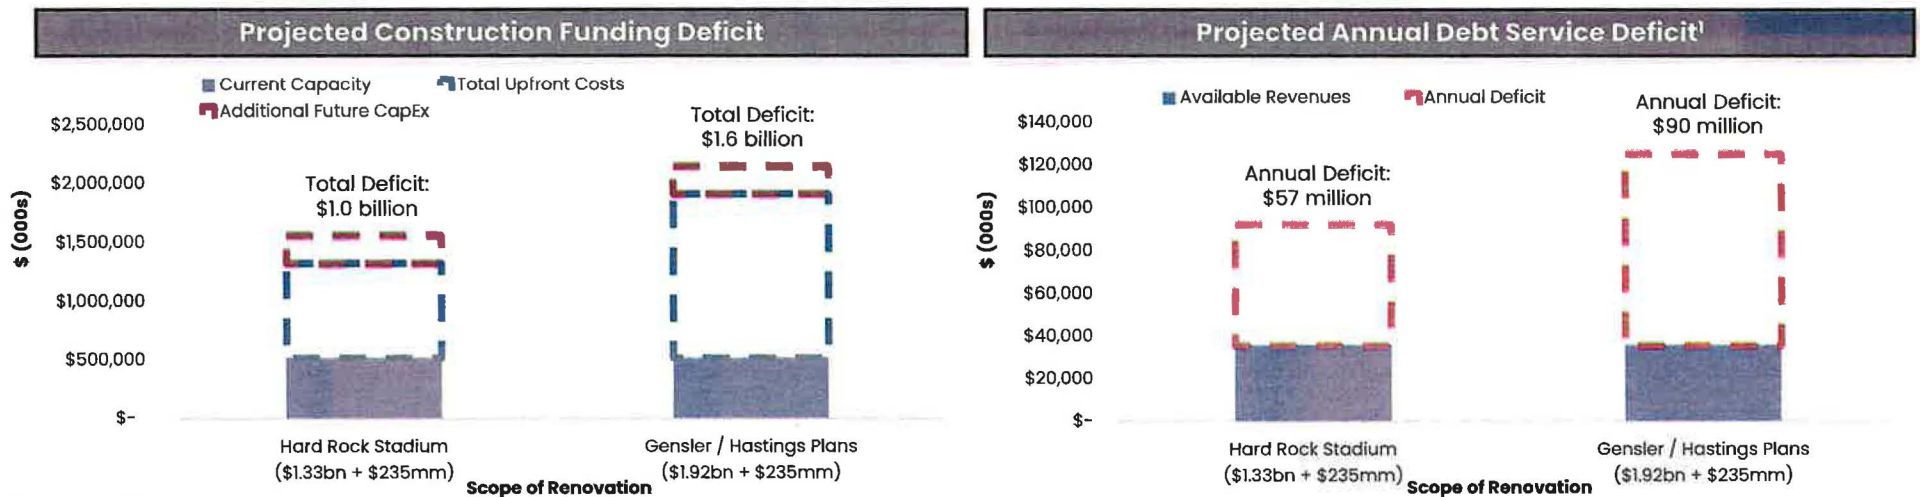 Projected Construction Funding Deficit
Current Capacity
Total Upfront Costs
Additional Future CapEx
$ (000s)
$2,500,000
$2,000,000
$1,500,000
$1,000,000
$500,000
$-
Total Deficit:
$1.0 billion
Total Deficit:
$1.6 billion
Hard Rock Stadium
($1.33bn + $235mm)
Gensler / Hastings Plans
($1.92bn + $235mm)
Scope of Renovation
Projected Annual Debt Service Deficit¹
Available Revenues
Annual Deficit
$ (000s)
$140,000
$120,000
$100,000
$80,000
$60,000
$40,000
$20,000
$-
Annual Deficit:
$57 million
Annual Deficit:
$90 million
Hard Rock Stadium
($1.33bn + $235mm)
Gensler / Hastings Plans
($1.92bn + $235mm)
Scope of Renovation